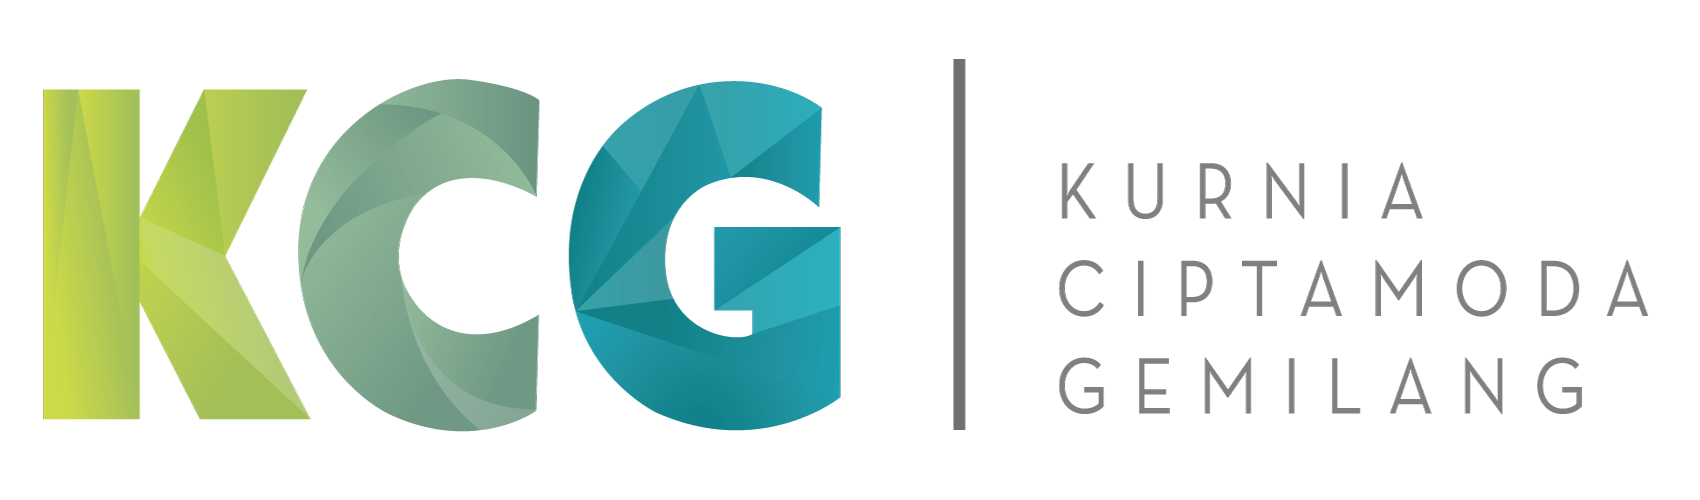 KCG
KURNIA
CIPTAMODA
GEMILANG